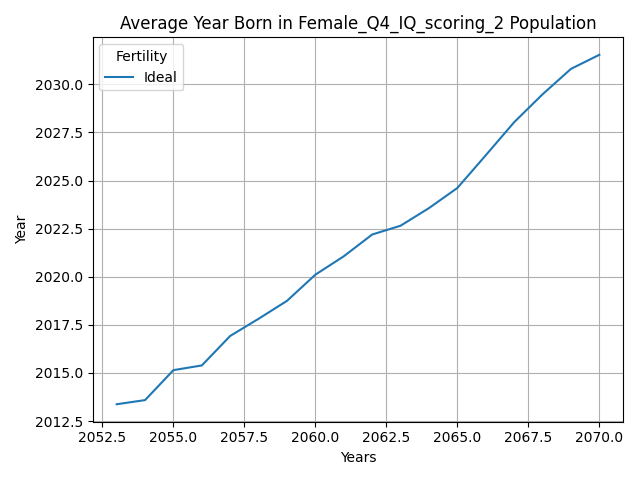 Average Year Born in Female_Q4_IQ_scoring_2 Population
Fertility
Ideal
2030.0
2027.5
2025.0
2022.5
2020.0
2017.5
2015.0
2012.5
Year
2052.5 2055.0 2057.5 2060.0 2062.5 2065.0 2067.5 2070.0
Years